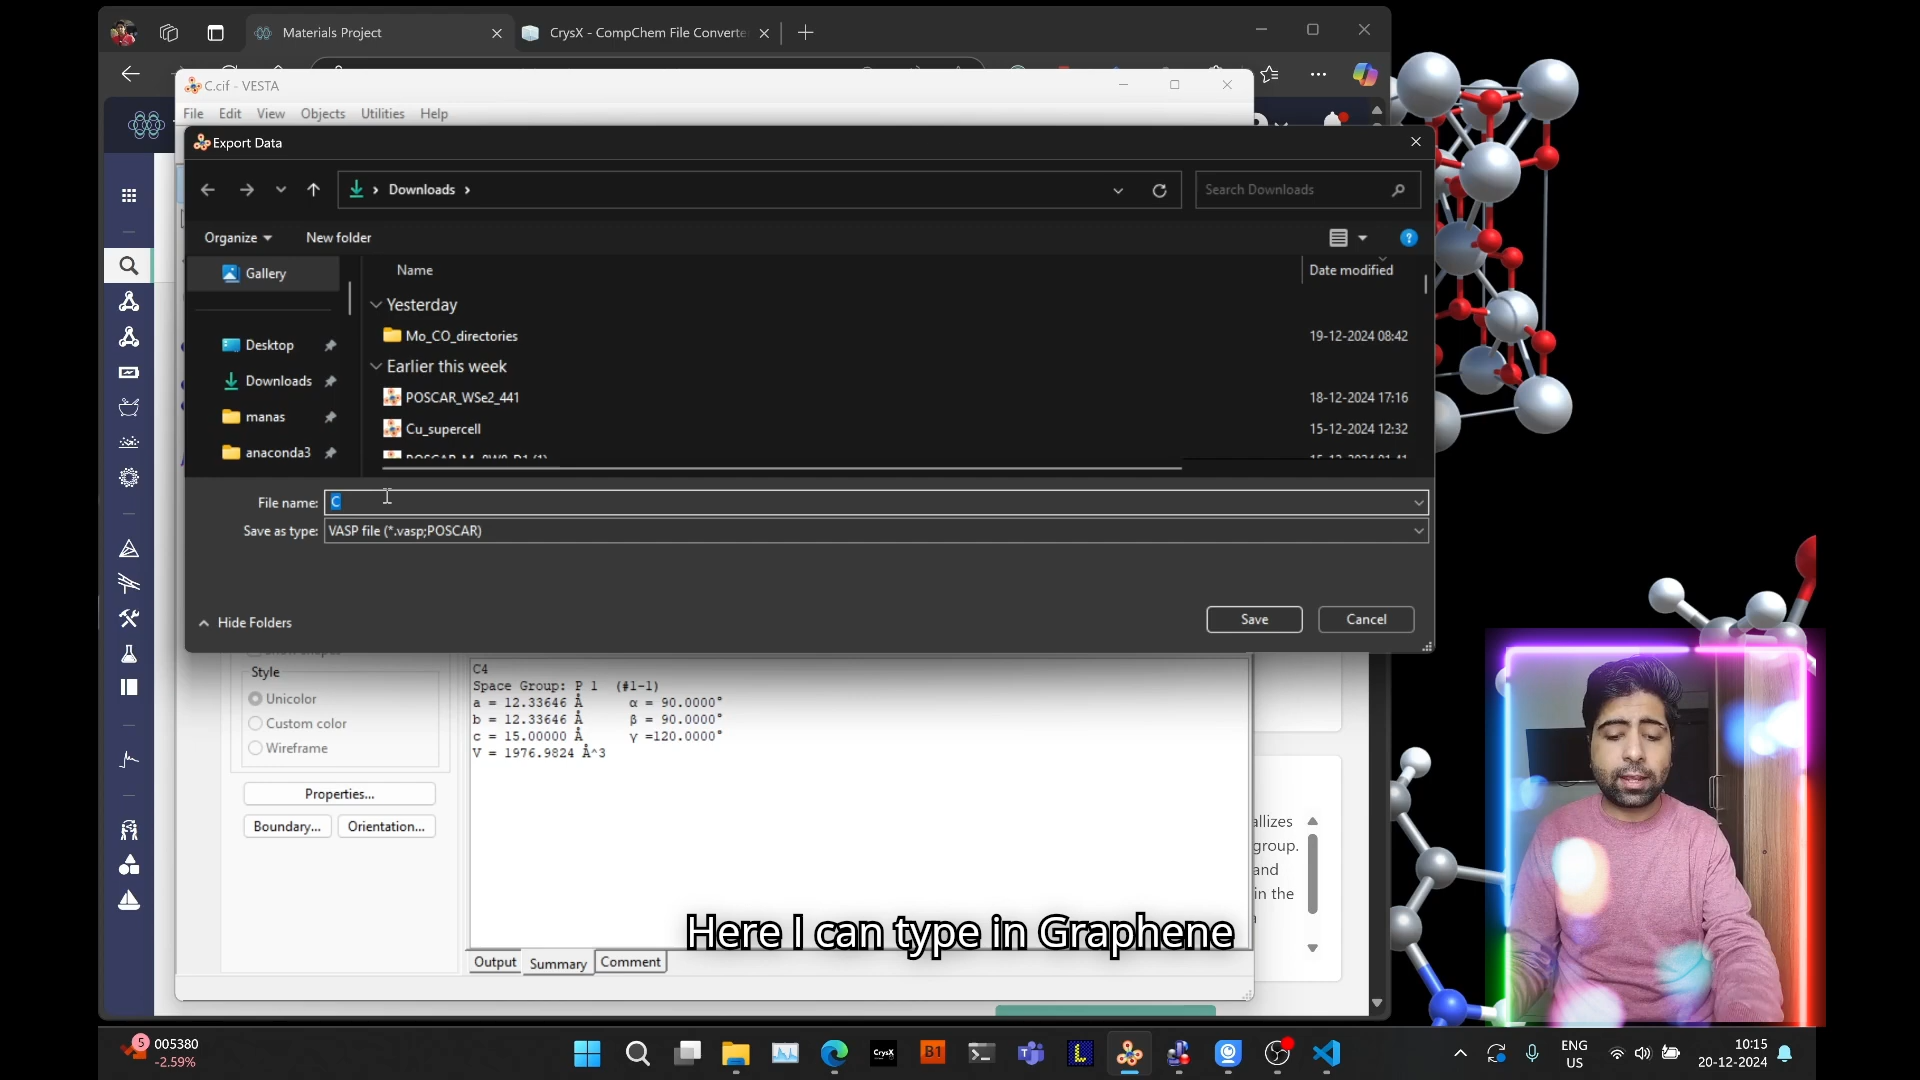 Materials Project
CrysX - CompChem File Converte
C.cif - VESTA
File Edit View Objects Utilities Help
Export Data
Downloads
Search Downloads
Organize
New folder
Name
Date modified
Gallery
Yesterday
Mo_CO_directories
19-12-2024 08:42
Earlier this week
Desktop
POSCAR_WSe2_441
18-12-2024 17:16
Downloads
Cu_supercell
15-12-2024 12:32
manas
anaconda3
File name: C
Save as type: VASP file (*.vasp;POSCAR)
Hide Folders
Save
Cancel
Style
Unicolor
Custom color
Wireframe
Properties...
Boundary...
Orientation...
C4
Space Group: P 1 (#1-1)
a = 12.33646 Å α = 90.0000°
b = 12.33646 Å β = 90.0000°
c = 15.00000 Å γ =120.0000°
V = 1976.9824 Å^3
allizes
group.
and
in the
Here I can type in Graphene
Output
Summary
Comment
5
005380
-2.59%
CrysX
B1
L
ENG
US
10:15
20-12-2024